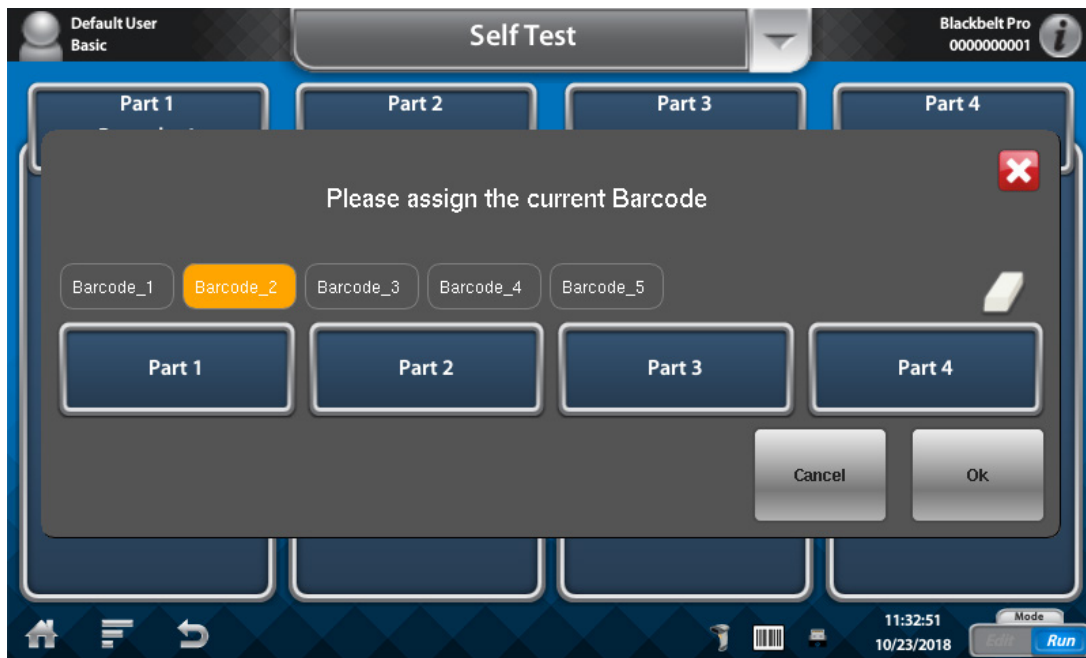 Default User
Basic
Self Test
Blackbelt Pro
0000000001
Part 1
Part 2
Part 3
Part 4
Please assign the current Barcode
Barcode_1
Barcode_2
Barcode_3
Barcode_4
Barcode_5
Part 1
Part 2
Part 3
Part 4
Cancel
Ok
11:32:51
10/23/2018
Mode
Edit
Run